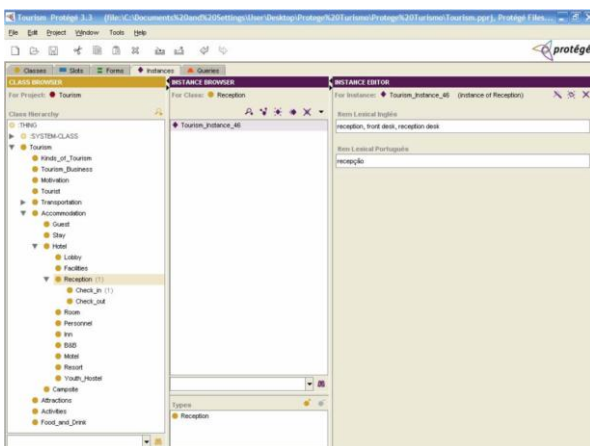 Tourism Protégé 3.3 (file:\C:\Documents%20and%20Settings\User\Desktop\Protege%20Turismo\Protege%20Turismo\Tourism.pprj, Protégé Files...
File Edit Project Window Tools Help
protégé
Classes Slots Forms Instances Queries
CLASS BROWSER
For Project: Tourism
Class Hierarchy
:THING
:SYSTEM-CLASS
Tourism
Kinds_of_Tourism
Tourism_Business
Motivation
Tourist
Transportation
Accommodation
Guest
Stay
Hotel
Lobby
Facilities
Reception (1)
Check_in (1)
Check_out
Room
Personnel
Inn
B&B
Motel
Resort
Youth_Hostel
Campsite
Attractions
Activities
Food_and_Drink
INSTANCE BROWSER
For Class: Reception
Tourism_Instance_46
Types
Reception
INSTANCE EDITOR
For Instance: Tourism_Instance_46 (instance of Reception)
Item Lexical Inglês
reception, front desk, reception desk
Item Lexical Português
recepção